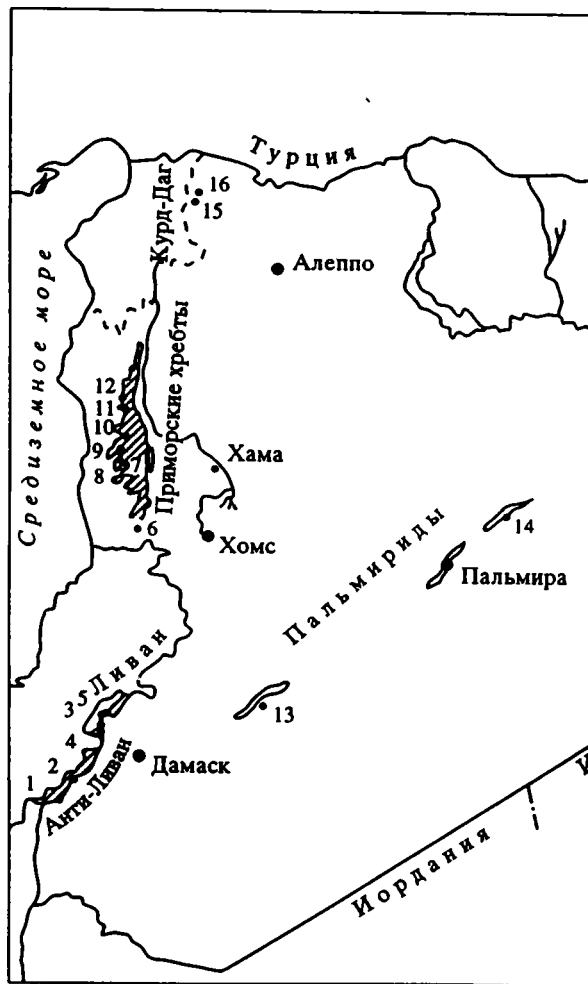 Турция
16
15
Курд-Даг
Алеппо
Средиземное море
Приморские хребты
12
11
10
9
8
7
Хама
6
Хомс
14
Пальмира
Пальмириды
Ливан
3
5
13
4
2
1
Дамаск
Анти-Ливан
И
Иордания